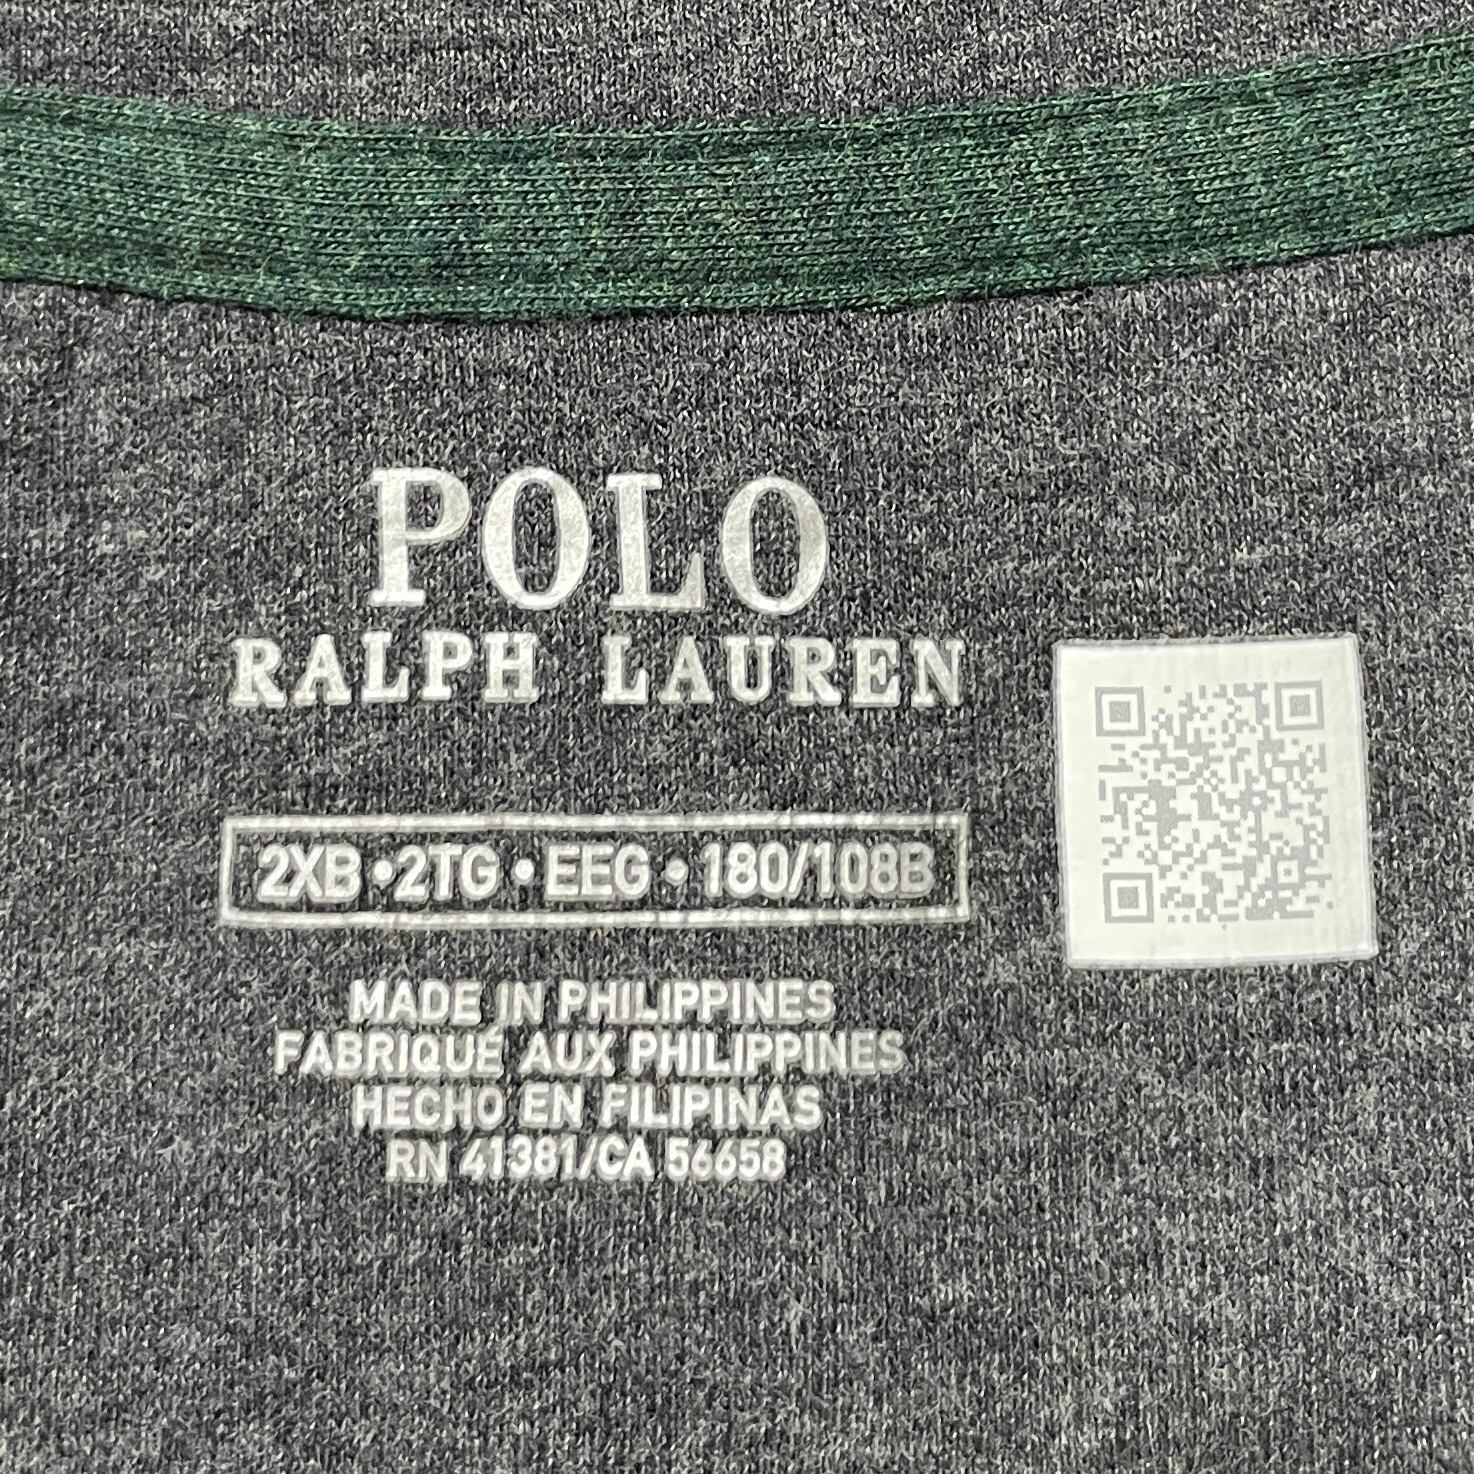 POLO
RALPH LAUREN
2XB • 2TG • EEG • 180/108B
MADE IN PHILIPPINES
FABRIQUÉ AUX PHILIPPINES
HECHO EN FILIPINAS
RN 41381/CA 56658